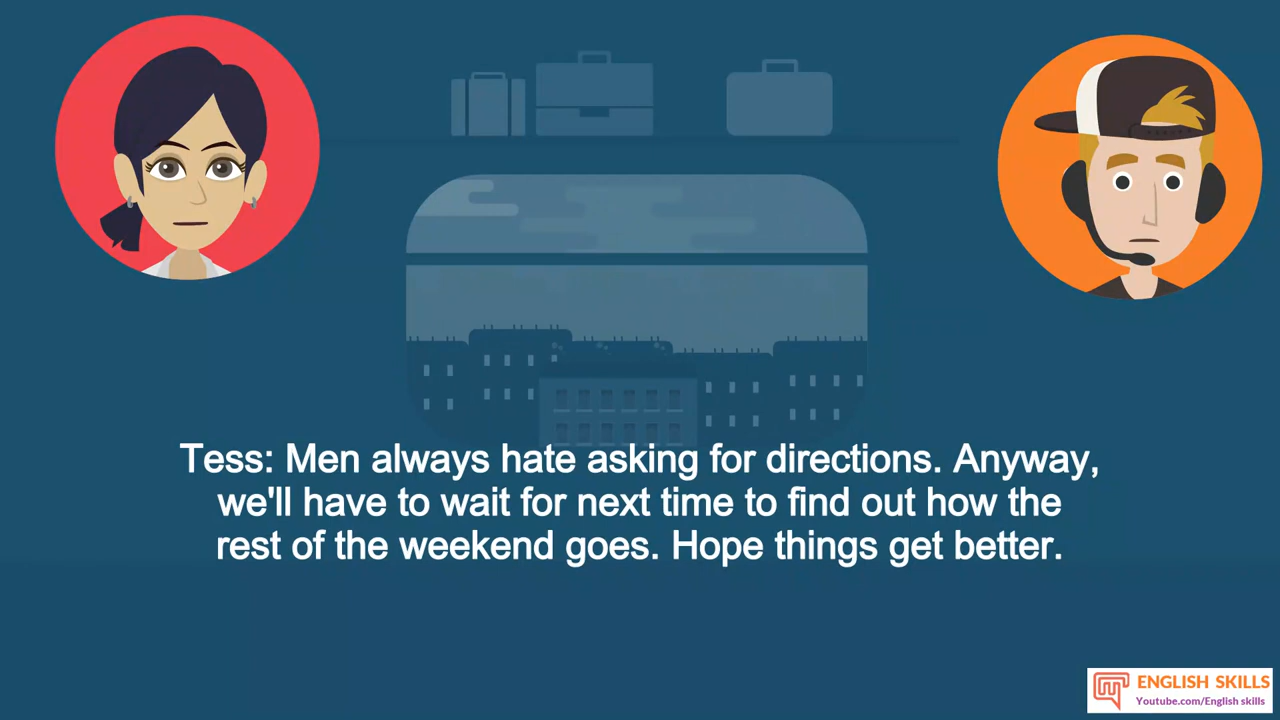 Tess: Men always hate asking for directions. Anyway,
we'll have to wait for next time to find out how the
rest of the weekend goes. Hope things get better.
ENGLISH SKILLS
Youtube.com/English skills